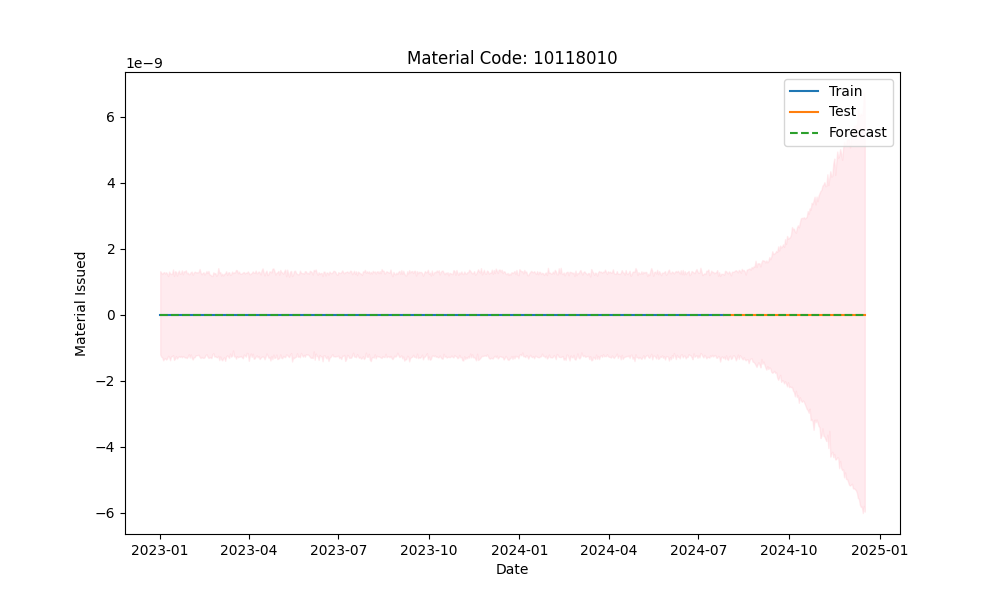 Material Code: 10118010
1e−9
Train
Test
Forecast
6
4
2
0
−2
−4
−6
Material Issued
2023-01 2023-04 2023-07 2023-10 2024-01 2024-04 2024-07 2024-10 2025-01
Date